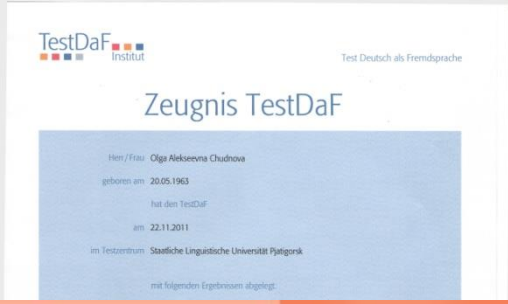 TestDaF
Institut
Test Deutsch als Fremdsprache
Zeugnis TestDaF
Herr / Frau Olga Alekseevna Chudnova
geboren am 20.05.1963
hat den TestDaF
am 22.11.2011
im Testzentrum Staatliche Linguistische Universität Pjatigorsk
mit folgenden Ergebnissen abgelegt